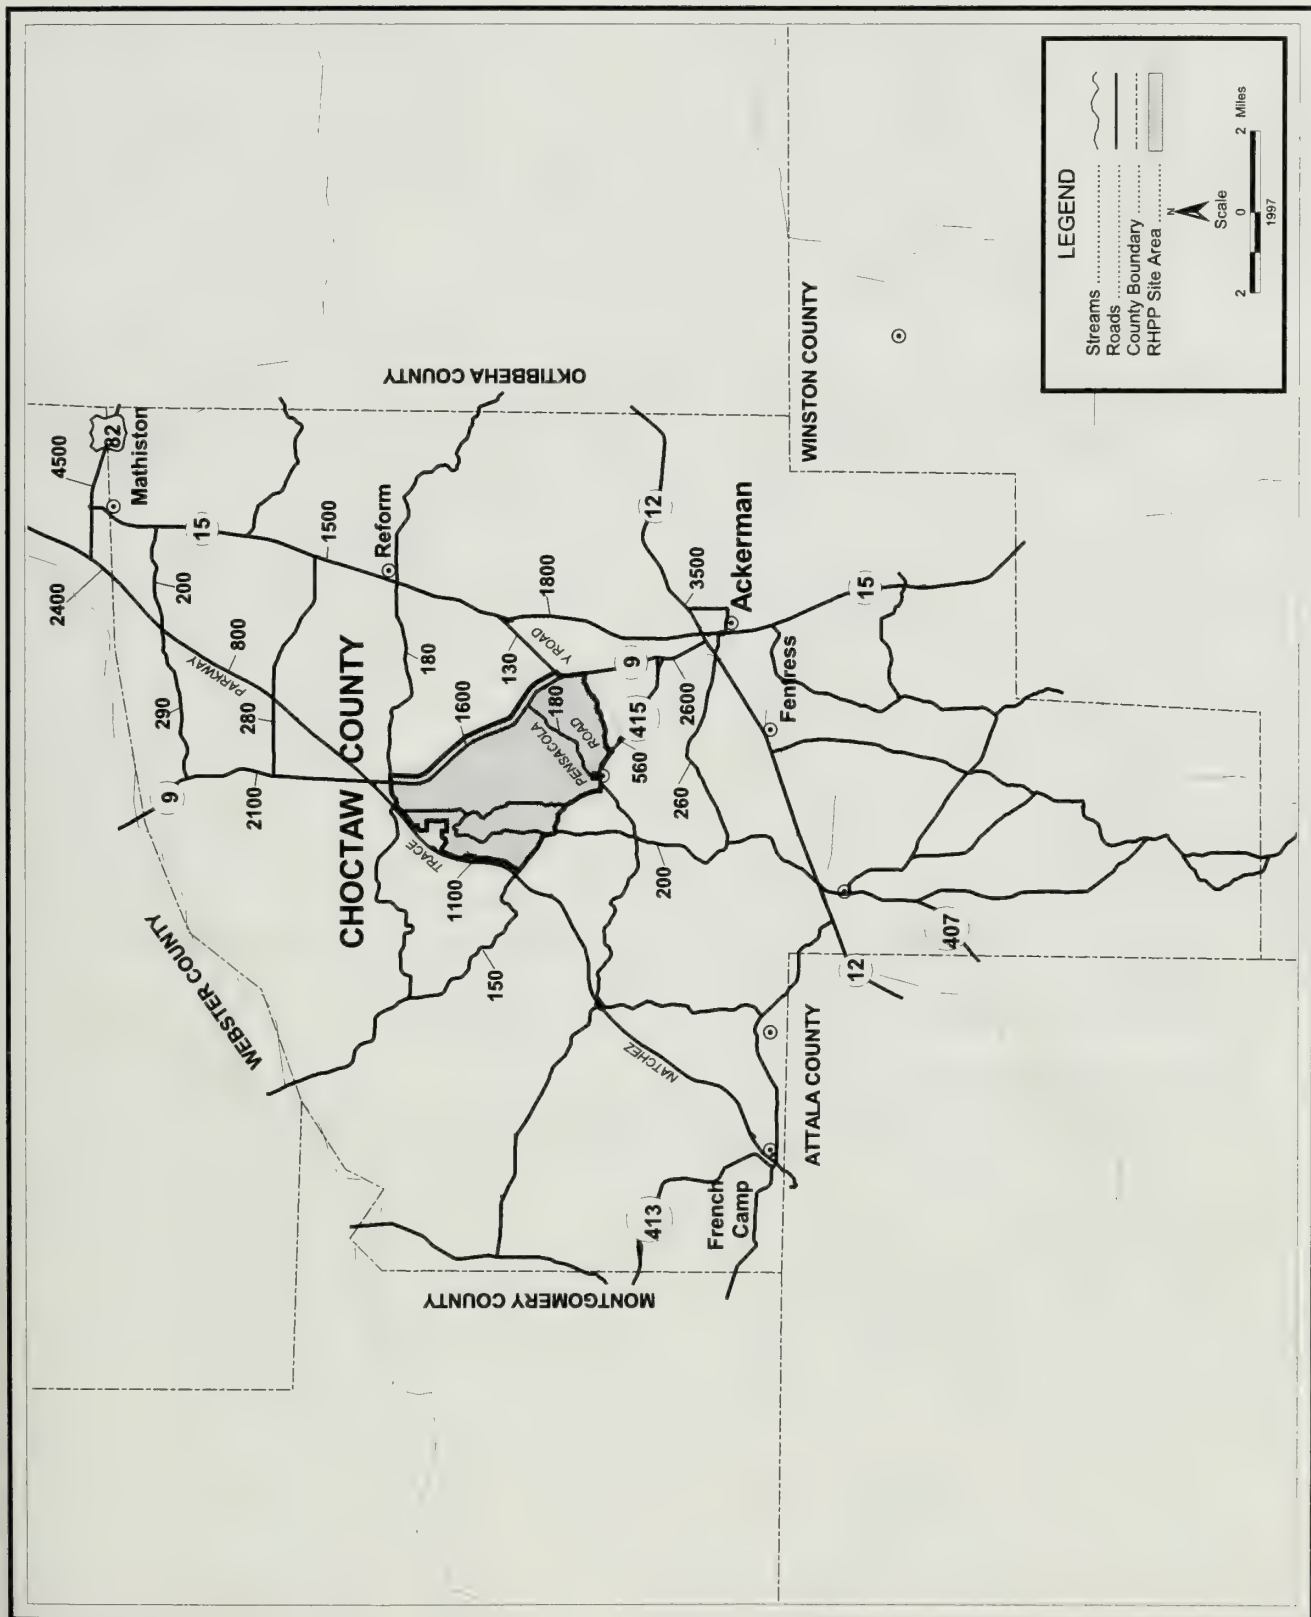 WEBSTER COUNTY
MONTGOMERY COUNTY
ATTALA COUNTY
WINSTON COUNTY
OKTIBBEHA COUNTY
CHOCTAW COUNTY
2400
4500
82
Mathiston
200
15
800
PARKWAY
290
9
2100
280
1500
Reform
180
1600
130
Y ROAD
1800
12
3500
Ackerman
15
180
PENSACOLA
ROAD
9
415
2600
560
260
Fentress
TRACE
1100
150
200
NATCHEZ
407
12
413
French
Camp
LEGEND
Streams
Roads
County Boundary
RHPP Site Area
N
Scale
2 0 2 Miles
1997